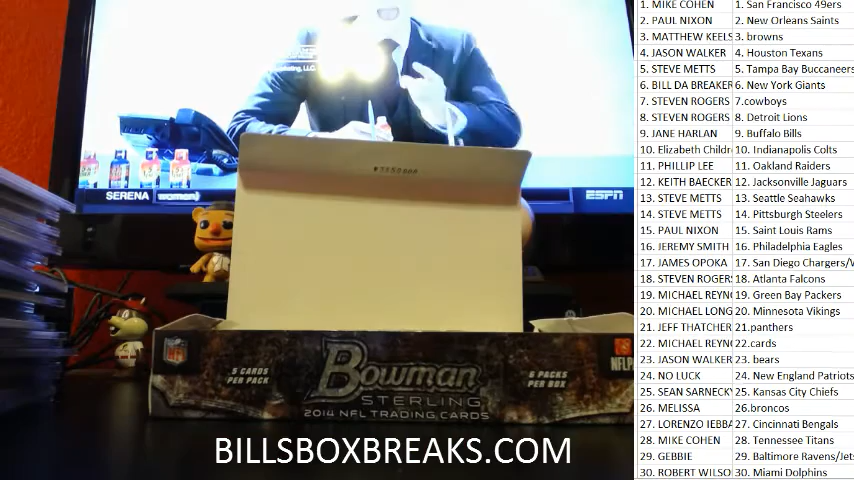 SERENA woman
ESPN
NFL
5 CARDS
PER PACK
Bowman
STERLING
2014 NFL TRADING CARDS
6 PACKS
PER BOX
BILLSBOXBREAKS.COM
1. MIKE COHEN 1. San Francisco 49ers
2. PAUL NIXON 2. New Orleans Saints
3. MATTHEW KEELS 3. browns
4. JASON WALKER 4. Houston Texans
5. STEVE METTS 5. Tampa Bay Buccaneers
6. BILL DA BREAKER 6. New York Giants
7. STEVEN ROGERS 7.cowboys
8. STEVEN ROGERS 8. Detroit Lions
9. JANE HARLAN 9. Buffalo Bills
10. Elizabeth Childr 10. Indianapolis Colts
11. PHILLIP LEE 11. Oakland Raiders
12. KEITH BAECKER 12. Jacksonville Jaguars
13. STEVE METTS 13. Seattle Seahawks
14. STEVE METTS 14. Pittsburgh Steelers
15. PAUL NIXON 15. Saint Louis Rams
16. JEREMY SMITH 16. Philadelphia Eagles
17. JAMES OPOKA 17. San Diego Chargers/V
18. STEVEN ROGERS 18. Atlanta Falcons
19. MICHAEL REYN 19. Green Bay Packers
20. MICHAEL LONG 20. Minnesota Vikings
21. JEFF THATCHER 21.panthers
22. MICHAEL REYN 22.cards
23. JASON WALKER 23. bears
24. NO LUCK 24. New England Patriots
25. SEAN SARNECKY 25. Kansas City Chiefs
26. MELISSA 26.broncos
27. LORENZO IEBBA 27. Cincinnati Bengals
28. MIKE COHEN 28. Tennessee Titans
29. GEBBIE 29. Baltimore Ravens/Jets
30. ROBERT WILSO 30. Miami Dolphins